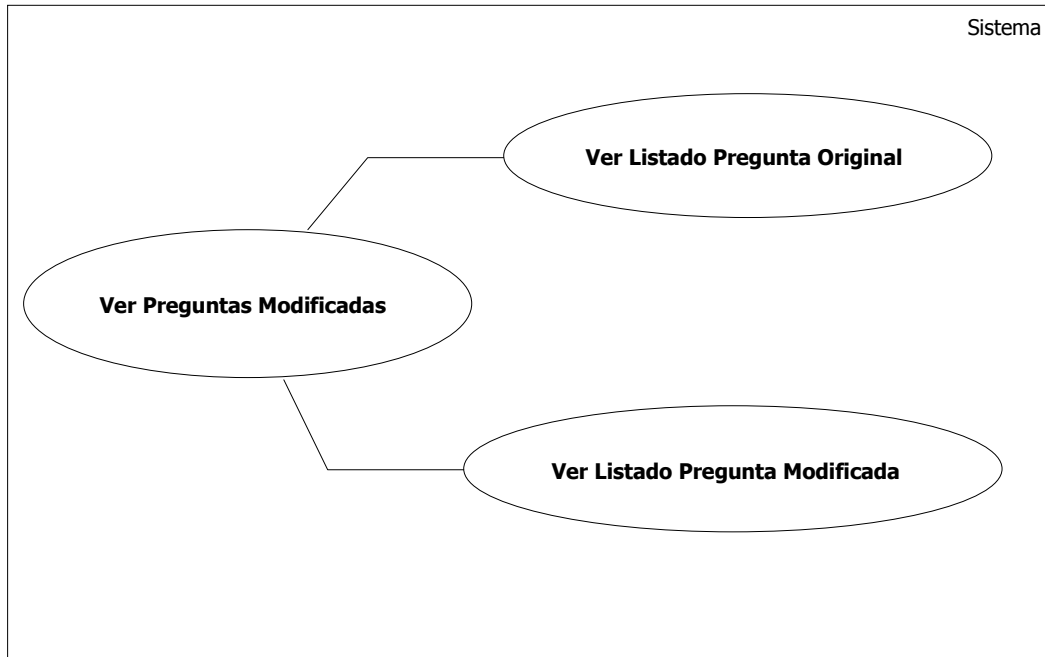 Sistema
Ver Listado Pregunta Original
Ver Preguntas Modificadas
Ver Listado Pregunta Modificada